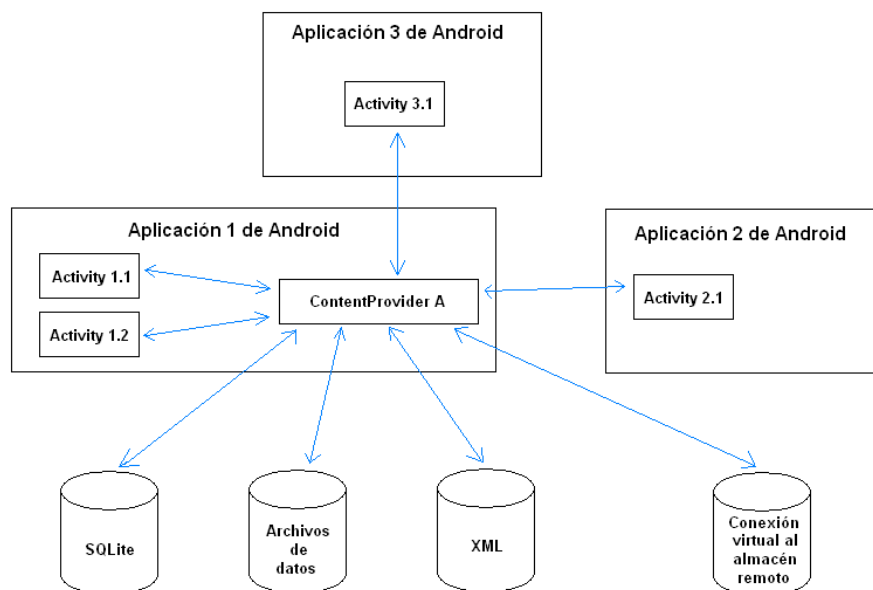 Aplicación 3 de Android
Activity 3.1
Aplicación 1 de Android
Activity 1.1
Activity 1.2
ContentProvider A
Aplicación 2 de Android
Activity 2.1
SQLite
Archivos
de
datos
XML
Conexión
virtual al
almacén
remoto